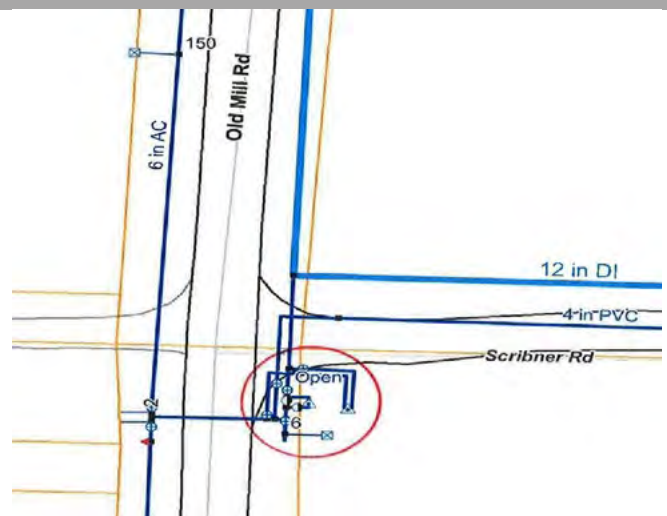 150
Old Mill Rd
6 in AC
12 in DI
4 in PVC
Scribner Rd
Open
2
6